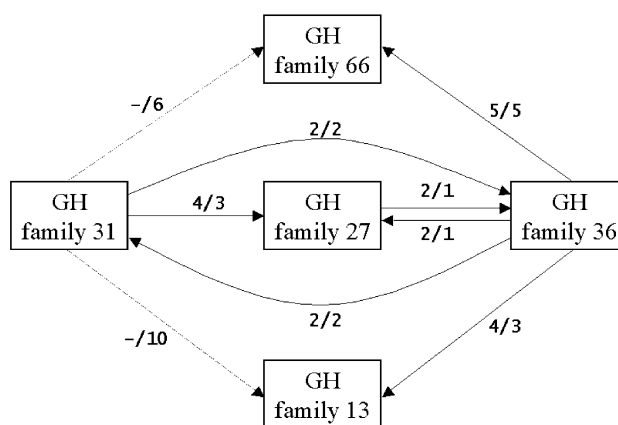 GH
family 66
-/6
5/5
2/2
GH
family 31
4/3
GH
family 27
2/1
2/1
GH
family 36
2/2
-/10
4/3
GH
family 13